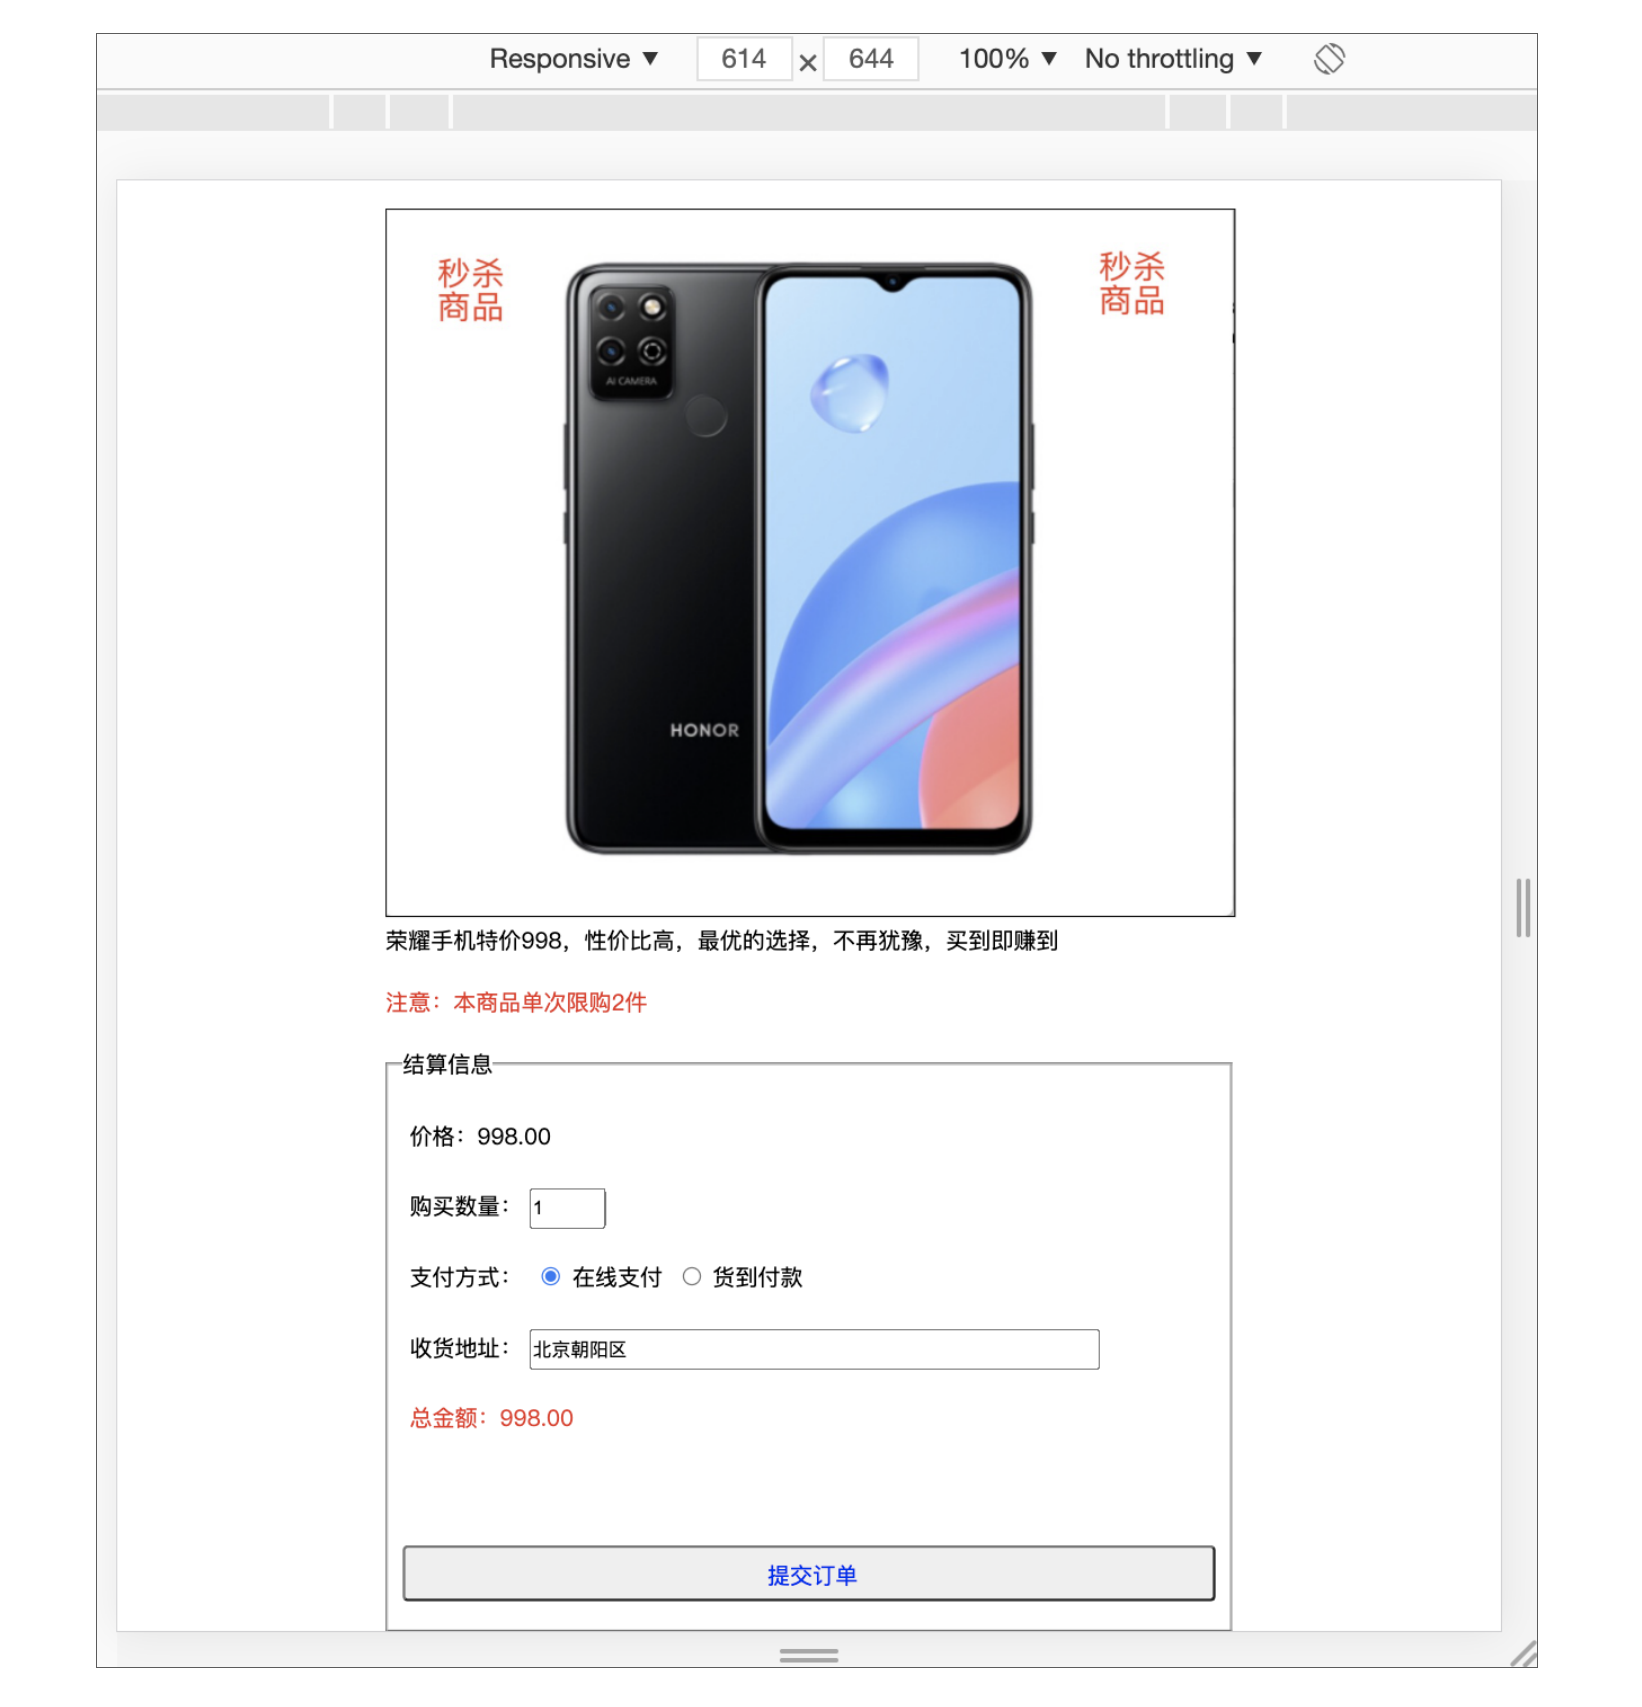 Responsive ▼ 614 × 644 100% ▼ No throttling ▼
秒杀
商品
秒杀
商品
AI CAMERA
HONOR
荣耀手机特价998，性价比高，最优的选择，不再犹豫，买到即赚到
注意：本商品单次限购2件
结算信息
价格：998.00
购买数量： 1
支付方式： 在线支付 货到付款
收货地址： 北京朝阳区
总金额：998.00
提交订单